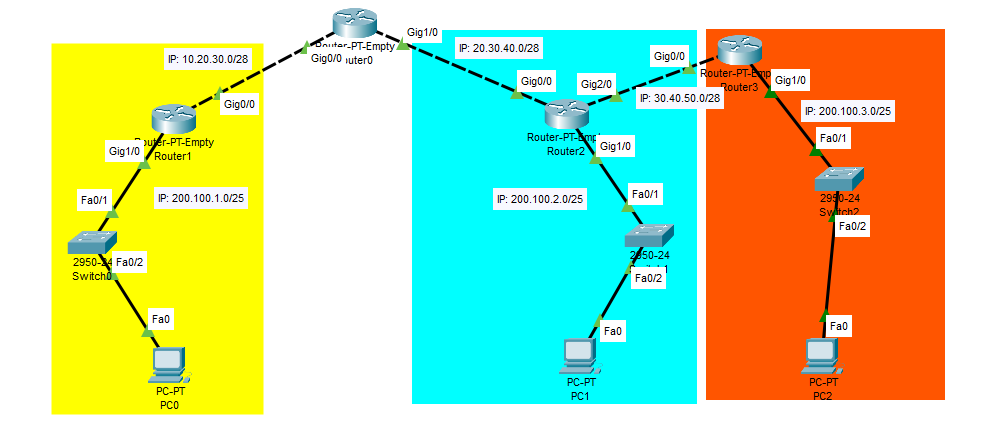 Gig1/0
Router-PT-Empty
IP: 20.30.40.0/28
IP: 10.20.30.0/28
Gig0/0
Gig0/0
Router-PT-Empty
Router3
Gig1/0
Gig0/0
Gig2/0
IP: 30.40.50.0/28
Gig0/0
IP: 200.100.3.0/25
Router-PT-Empty
Router1
Router2
Gig1/0
Fa0/1
Gig1/0
IP: 200.100.1.0/25
IP: 200.100.2.0/25
Fa0/1
Fa0/1
2950-24
Switch2
Fa0/2
2950-24
Switch0
Fa0/2
2950-24
Fa0/2
Fa0
Fa0
Fa0
PC-PT
PC0
PC-PT
PC1
PC-PT
PC2